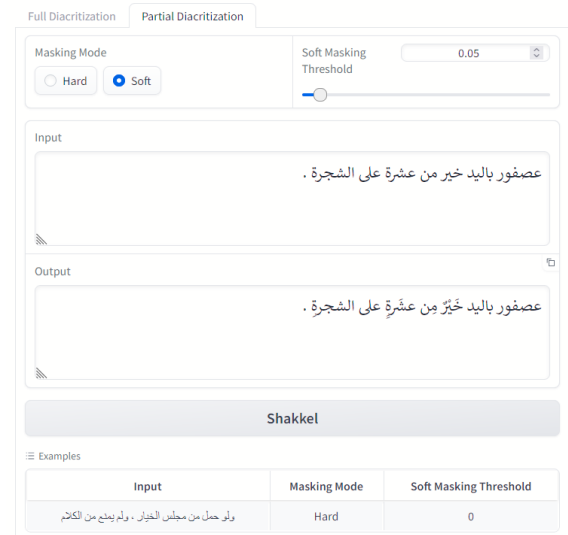 Full Diacritization
Partial Diacritization
Masking Mode
Hard
Soft
Soft Masking Threshold
0.05
Input
عصفور باليد خير من عشرة على الشجرة .
Output
عصفور باليد خَيْرٌ مِن عشَرةٍ على الشجرةِ .
Shakkel
Examples
Input Masking Mode Soft Masking Threshold
ولو حمل من مجلس الخيار ، ولم يمنع من الكلام Hard 0